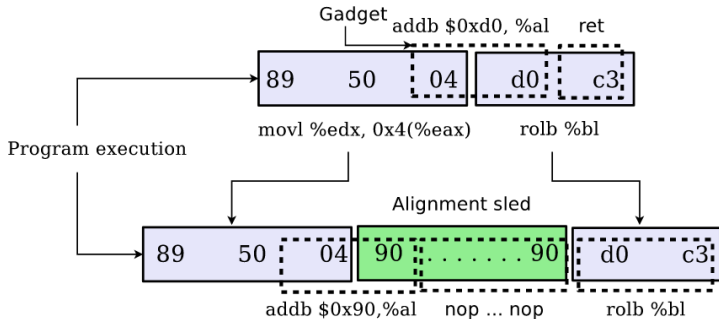 Gadget
addb $0xd0, %al
ret
89 50 04 d0 c3
movl %edx, 0x4(%eax)
rolb %bl
Program execution
Alignment sled
89 50 04 90 . . . . . . . 90 d0 c3
addb $0x90,%al
nop ... nop
rolb %bl